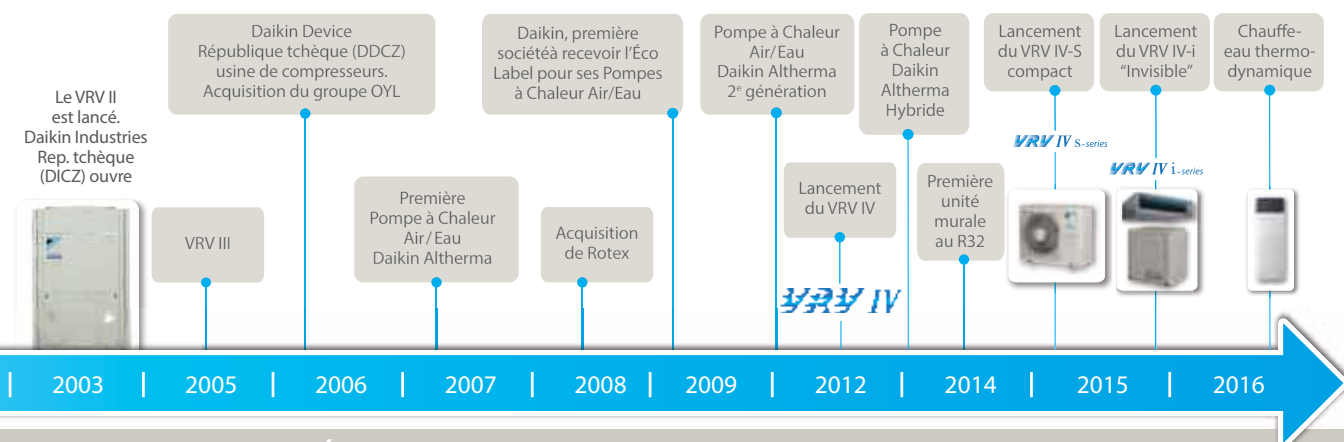 Le VRV II
est lancé.
Daikin Industries
Rep. tchèque
(DICZ) ouvre
VRV III
Daikin Device
République tchèque (DDCZ)
usine de compresseurs.
Acquisition du groupe OYL
Première
Pompe à Chaleur
Air/Eau
Daikin Altherma
Daikin, première
sociétéà recevoir l'Éco
Label pour ses Pompes
à Chaleur Air/Eau
Acquisition
de Rotex
Pompe à Chaleur
Air/Eau
Daikin Altherma
2e génération
Lancement
du VRV IV
VRV IV
Pompe
à Chaleur
Daikin
Altherma
Hybride
Première
unité
murale
au R32
Lancement
du VRV IV-S
compact
VRV IV S-series
Lancement
du VRV IV-i
“Invisible”
VRV IV i-series
Chauffe-
eau thermo-
dynamique
2003 | 2005 | 2006 | 2007 | 2008 | 2009 | 2012 | 2014 | 2015 | 2016